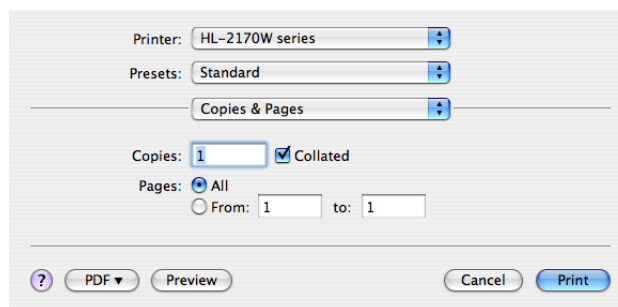 Printer: HL-2170W series
Presets: Standard
Copies & Pages
Copies: 1 Collated
Pages: All
From: 1 to: 1
? PDF ▼ Preview Cancel Print